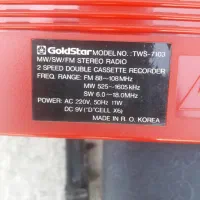 GoldStar MODEL NO.: TWS-7103
MW/SW/FM STEREO RADIO
2 SPEED DOUBLE CASSETTE RECORDER
FREQ. RANGE: FM 88~108MHz
MW 525~1605kHz
SW 6.0~18.0MHz
POWER: AC 220V, 50Hz 11W
DC 9V ("D"CELL X6)
MADE IN R. O. KOREA